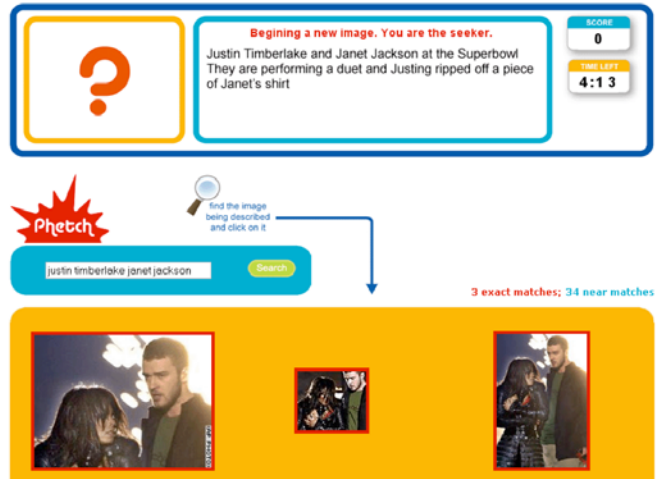 Begining a new image. You are the seeker.
Justin Timberlake and Janet Jackson at the Superbowl
They are performing a duet and Justing ripped off a piece
of Janet's shirt
SCORE
0
TIME LEFT
4:13
Phetch
find the image
being described
and click on it
justin timberlake janet jackson
Search
3 exact matches; 34 near matches